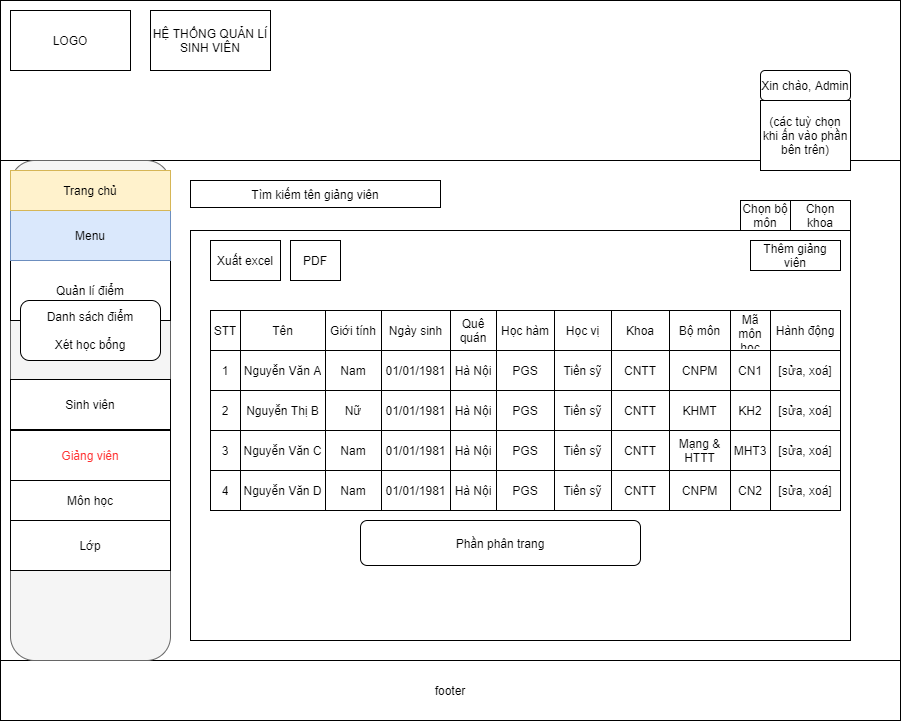 LOGO
HỆ THỐNG QUẢN LÍ
SINH VIÊN
Xin chào, Admin
(các tuỳ chọn
khi ấn vào phần
bên trên)
Trang chủ
Menu
Quản lí điểm
Danh sách điểm
Xét học bổng
Sinh viên
Giảng viên
Môn học
Lớp
Tìm kiếm tên giảng viên
Chọn bộ
môn
Chọn
khoa
Xuất excel
PDF
Thêm giảng
viên
STT Tên Giới tính Ngày sinh Quê quán Học hàm Học vị Khoa Bộ môn Mã môn học Hành động
1 Nguyễn Văn A Nam 01/01/1981 Hà Nội PGS Tiến sỹ CNTT CNPM CN1 [sửa, xoá]
2 Nguyễn Thị B Nữ 01/01/1981 Hà Nội PGS Tiến sỹ CNTT KHMT KH2 [sửa, xoá]
3 Nguyễn Văn C Nam 01/01/1981 Hà Nội PGS Tiến sỹ CNTT Mạng & HTTT MHT3 [sửa, xoá]
4 Nguyễn Văn D Nam 01/01/1981 Hà Nội PGS Tiến sỹ CNTT CNPM CN2 [sửa, xoá]
Phần phân trang
footer